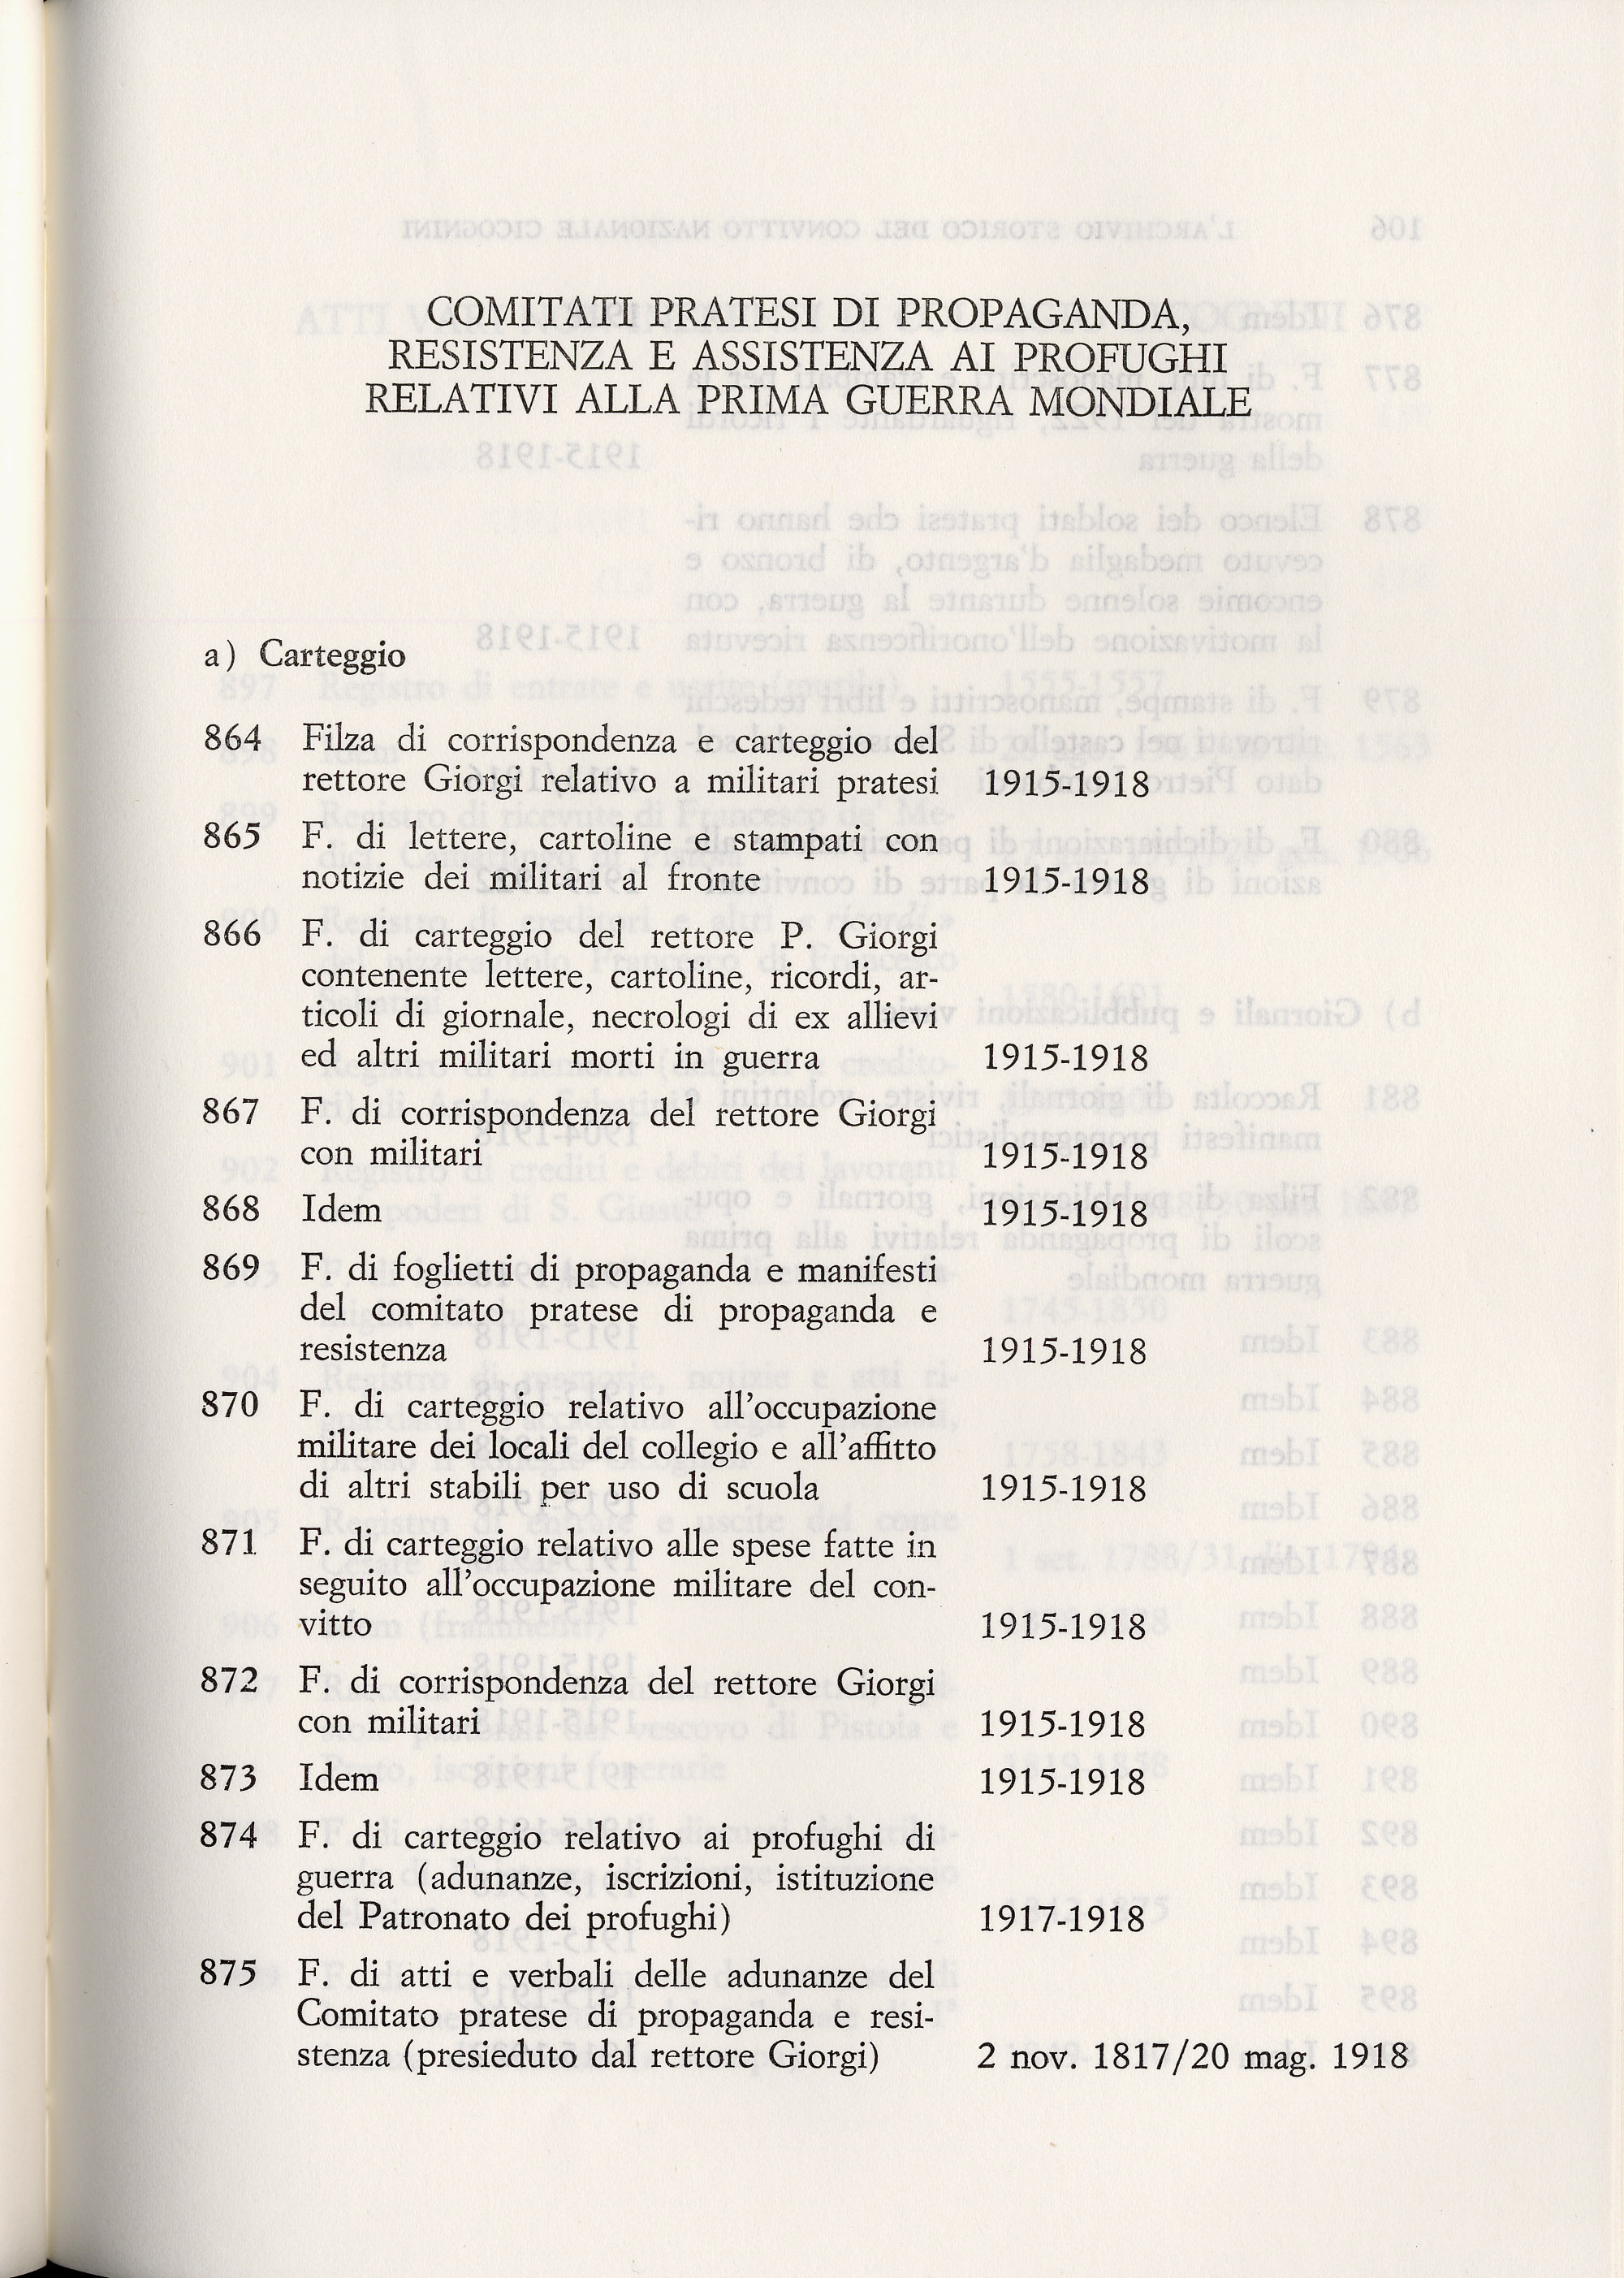 COMITATI PRATESI DI PROPAGANDA,
RESISTENZA E ASSISTENZA AI PROFUGHI
RELATIVI ALLA PRIMA GUERRA MONDIALE
a) Carteggio
864 Filza di corrispondenza e carteggio del
rettore Giorgi relativo a militari pratesi 1915-1918
865 F. di lettere, cartoline e stampati con
notizie dei militari al fronte 1915-1918
866 F. di carteggio del rettore P. Giorgi
contenente lettere, cartoline, ricordi, ar-
ticoli di giornale, necrologi di ex allievi
ed altri militari morti in guerra 1915-1918
867 F. di corrispondenza del rettore Giorgi
con militari 1915-1918
868 Idem 1915-1918
869 F. di foglietti di propaganda e manifesti
del comitato pratese di propaganda e
resistenza 1915-1918
870 F. di carteggio relativo all'occupazione
militare dei locali del collegio e all'affitto
di altri stabili per uso di scuola 1915-1918
871 F. di carteggio relativo alle spese fatte in
seguito all'occupazione militare del con-
vitto 1915-1918
872 F. di corrispondenza del rettore Giorgi
con militari 1915-1918
873 Idem 1915-1918
874 F. di carteggio relativo ai profughi di
guerra (adunanze, iscrizioni, istituzione
del Patronato dei profughi) 1917-1918
875 F. di atti e verbali delle adunanze del
Comitato pratese di propaganda e resi-
stenza (presieduto dal rettore Giorgi) 2 nov. 1817/20 mag. 1918